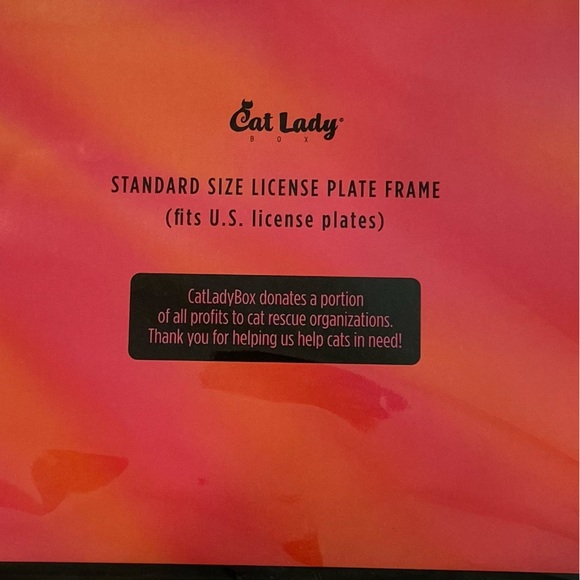 Cat Lady®
BOX
STANDARD SIZE LICENSE PLATE FRAME
(fits U.S. license plates)
CatLadyBox donates a portion
of all profits to cat rescue organizations.
Thank you for helping us help cats in need!